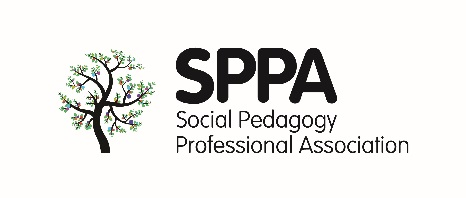 SPPA
Social Pedagogy
Professional Association